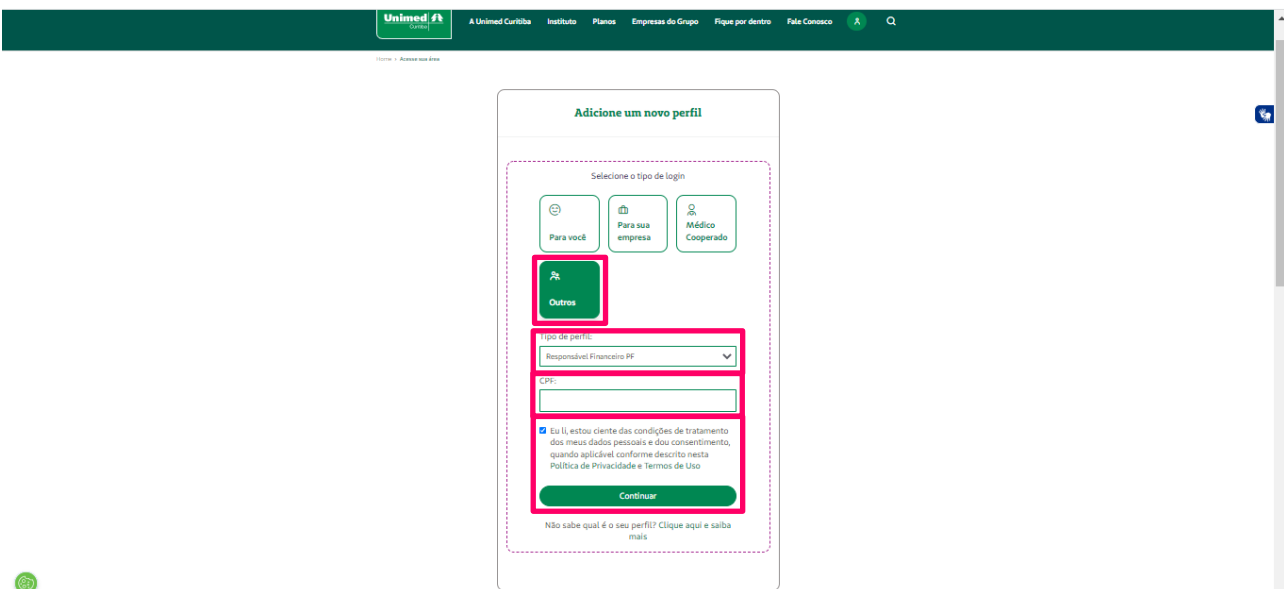 Unimed
Curitiba
A Unimed Curitiba Instituto Planos Empresas do Grupo Fique por dentro Fale Conosco
Home > Acesse sua área
Adicione um novo perfil
Selecione o tipo de login
Para você
Para sua
empresa
Médico
Cooperado
Outros
Tipo de perfil:
Responsável Financeiro PF
CPF:
Eu li, estou ciente das condições de tratamento
dos meus dados pessoais e dou consentimento,
quando aplicável conforme descrito nesta
Política de Privacidade e Termos de Uso
Continuar
Não sabe qual é o seu perfil? Clique aqui e saiba
mais